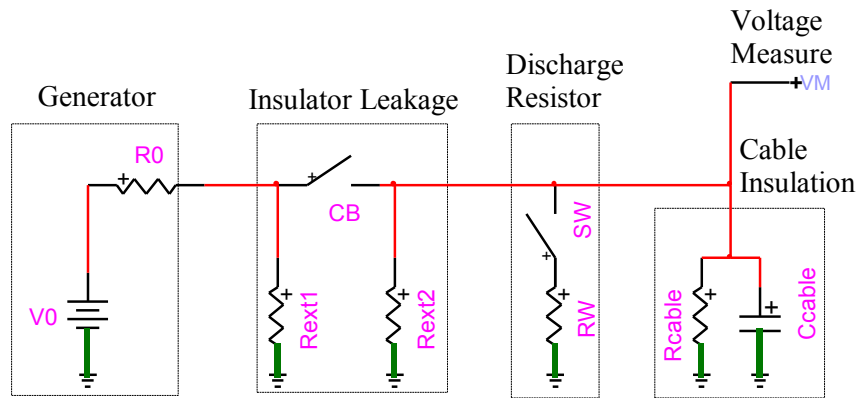 Voltage
Measure
VM
Discharge
Resistor
Generator
Insulator Leakage
Cable
Insulation
R0
CB
SW
V0
Rext1
Rext2
RW
Rcable
Ccable